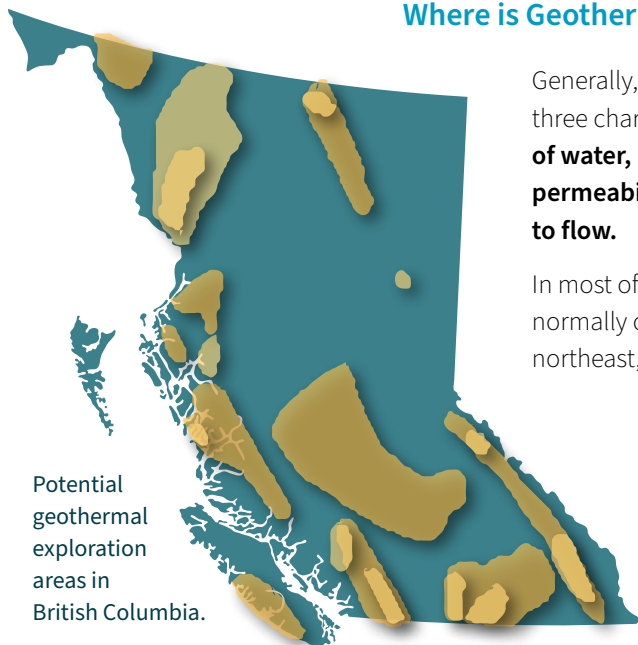 Where is Geother
Generally,
three char
of water,
permeabi
to flow.
In most of
normally o
northeast,
Potential
geothermal
exploration
areas in
British Columbia.